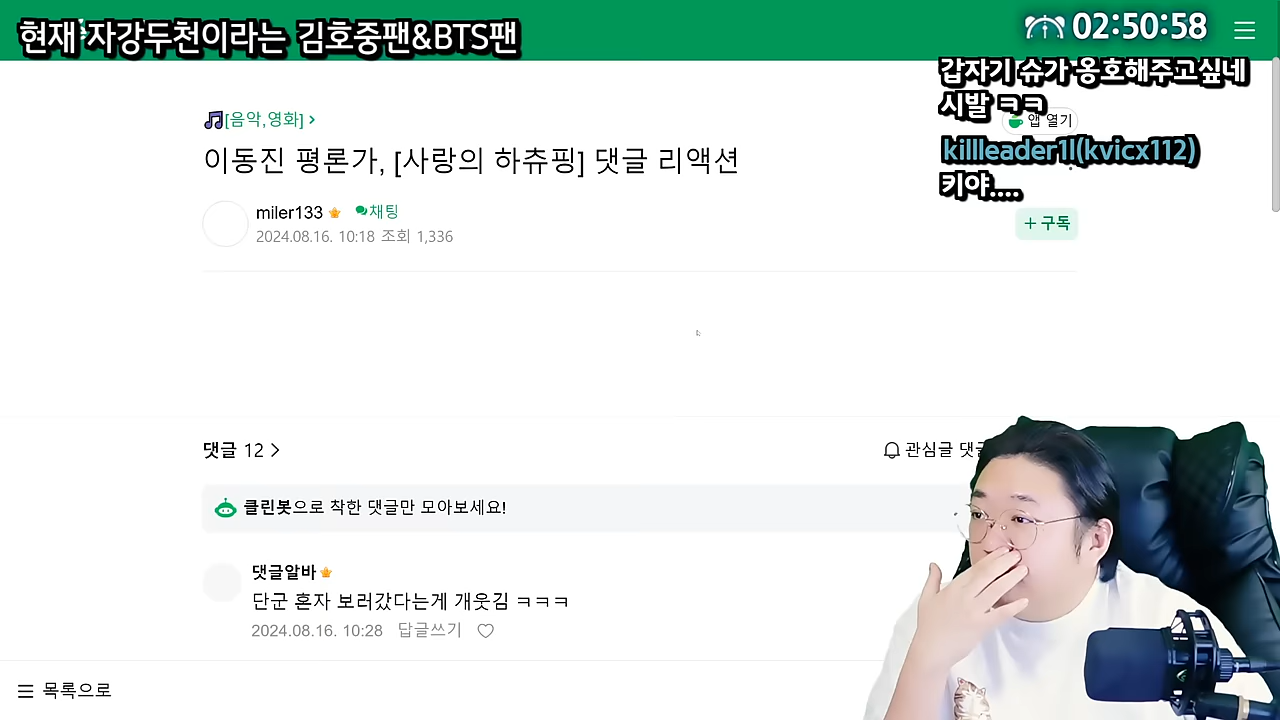 현재 자강두천이라는 김호중팬&BTS팬
02:50:58
갑자기 슈가 옹호해주고싶네
시발 ㅋㅋ
앱 열기
killleader1l(kvicx112)
키야....
[음악,영화] >
이동진 평론가, [사랑의 하츄핑] 댓글 리액션
miler133 채팅
2024.08.16. 10:18 조회 1,336
+ 구독
댓글 12 >
관심글 댓글
클린봇으로 착한 댓글만 모아보세요!
댓글알바
단군 혼자 보러갔다는게 개웃김 ㅋㅋㅋ
2024.08.16. 10:28 답글쓰기
목록으로